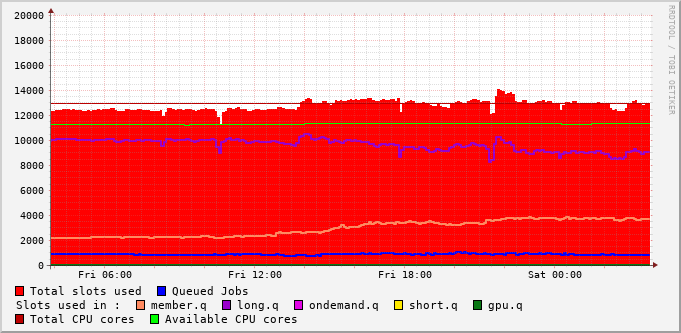 20000
18000
16000
14000
12000
10000
8000
6000
4000
2000
0
Fri 06:00 Fri 12:00 Fri 18:00 Sat 00:00
Total slots used Queued Jobs
Slots used in : member.q long.q ondemand.q short.q gpu.q
Total CPU cores Available CPU cores
RRDTOOL / TOBI OETIKER